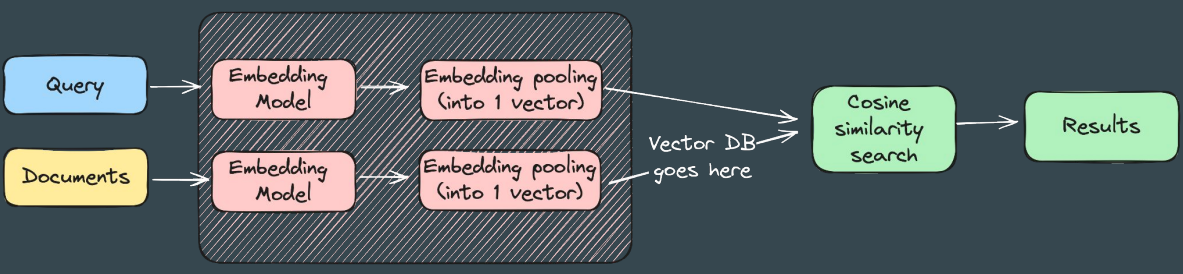 Query
Embedding
Model
Embedding pooling
(into 1 vector)
Documents
Embedding
Model
Embedding pooling
(into 1 vector)
Vector DB
goes here
Cosine
similarity
search
Results